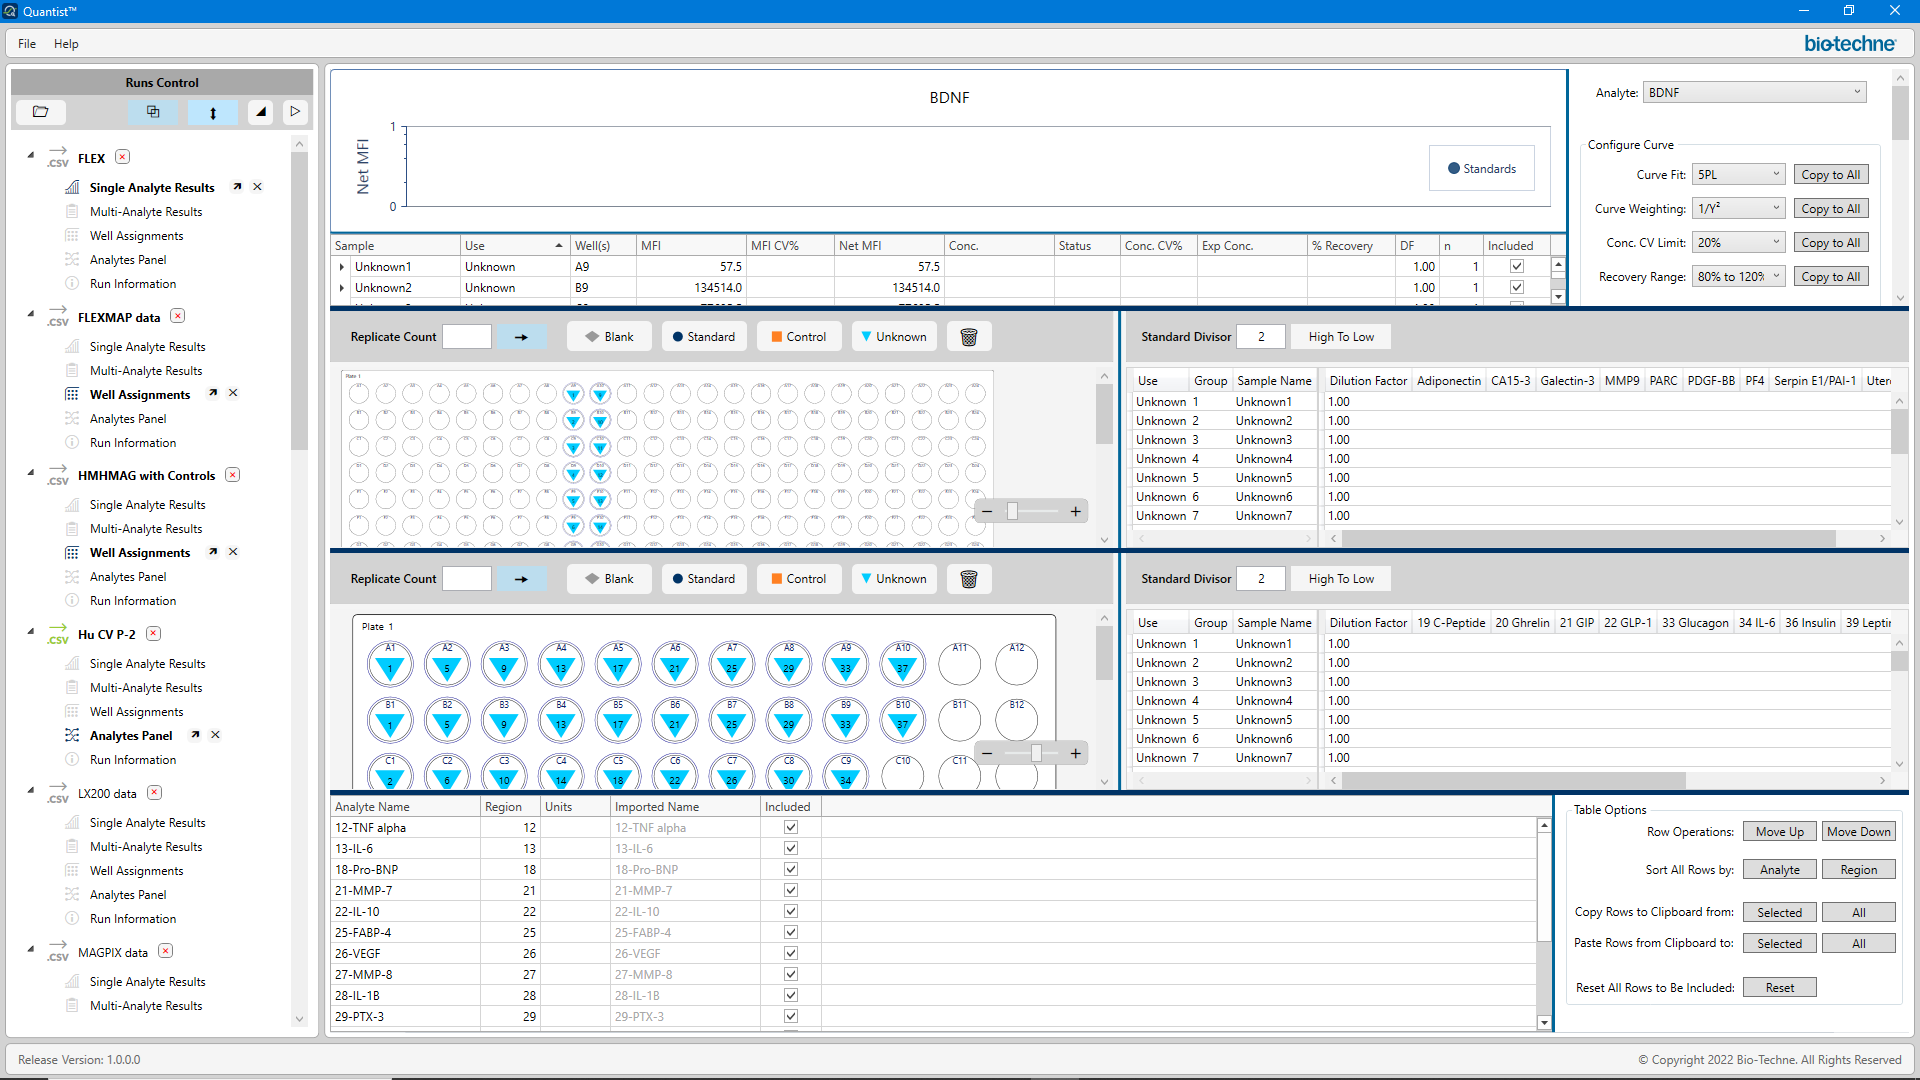 Quantist™
File Help
bio-techne
Runs Control
FLEX
.CSV
Single Analyte Results
Multi-Analyte Results
Well Assignments
Analytes Panel
Run Information
FLEXMAP data
.CSV
Single Analyte Results
Multi-Analyte Results
Well Assignments
Analytes Panel
Run Information
HMHMAG with Controls
.CSV
Single Analyte Results
Multi-Analyte Results
Well Assignments
Analytes Panel
Run Information
Hu CV P-2
.CSV
Single Analyte Results
Multi-Analyte Results
Well Assignments
Analytes Panel
Run Information
LX200 data
.CSV
Single Analyte Results
Multi-Analyte Results
Well Assignments
Analytes Panel
Run Information
MAGPIX data
.CSV
Single Analyte Results
Multi-Analyte Results
BDNF
Net MFI
1
0
Standards
Sample Use Well(s) MFI MFI CV% Net MFI Conc. Status Conc. CV% Exp Conc. % Recovery DF n Included
Unknown1 Unknown A9 57.5 57.5 1.00 1
Unknown2 Unknown B9 134514.0 134514.0 1.00 1
Analyte: BDNF
Configure Curve
Curve Fit: 5PL Copy to All
Curve Weighting: 1/Y² Copy to All
Conc. CV Limit: 20% Copy to All
Recovery Range: 80% to 120% Copy to All
Replicate Count Blank Standard Control Unknown
Plate 1
Standard Divisor 2 High To Low
Use Group Sample Name Dilution Factor Adiponectin CA15-3 Galectin-3 MMP9 PARC PDGF-BB PF4 Serpin E1/PAI-1 Uter
Unknown 1 Unknown1 1.00
Unknown 2 Unknown2 1.00
Unknown 3 Unknown3 1.00
Unknown 4 Unknown4 1.00
Unknown 5 Unknown5 1.00
Unknown 6 Unknown6 1.00
Unknown 7 Unknown7 1.00
Replicate Count Blank Standard Control Unknown
Plate 1
A1 A2 A3 A4 A5 A6 A7 A8 A9 A10 A11 A12
1 5 9 13 17 21 25 29 33 37
B1 B2 B3 B4 B5 B6 B7 B8 B9 B10 B11 B12
1 5 9 13 17 21 25 29 33 37
C1 C2 C3 C4 C5 C6 C7 C8 C9 C10 C11
2 6 10 14 18 22 26 30 34
Standard Divisor 2 High To Low
Use Group Sample Name Dilution Factor 19 C-Peptide 20 Ghrelin 21 GIP 22 GLP-1 33 Glucagon 34 IL-6 36 Insulin 39 Leptin
Unknown 1 Unknown1 1.00
Unknown 2 Unknown2 1.00
Unknown 3 Unknown3 1.00
Unknown 4 Unknown4 1.00
Unknown 5 Unknown5 1.00
Unknown 6 Unknown6 1.00
Unknown 7 Unknown7 1.00
Analyte Name Region Units Imported Name Included
12-TNF alpha 12 12-TNF alpha
13-IL-6 13 13-IL-6
18-Pro-BNP 18 18-Pro-BNP
21-MMP-7 21 21-MMP-7
22-IL-10 22 22-IL-10
25-FABP-4 25 25-FABP-4
26-VEGF 26 26-VEGF
27-MMP-8 27 27-MMP-8
28-IL-1B 28 28-IL-1B
29-PTX-3 29 29-PTX-3
Table Options
Row Operations: Move Up Move Down
Sort All Rows by: Analyte Region
Copy Rows to Clipboard from: Selected All
Paste Rows from Clipboard to: Selected All
Reset All Rows to Be Included: Reset
Release Version: 1.0.0.0
© Copyright 2022 Bio-Techne. All Rights Reserved